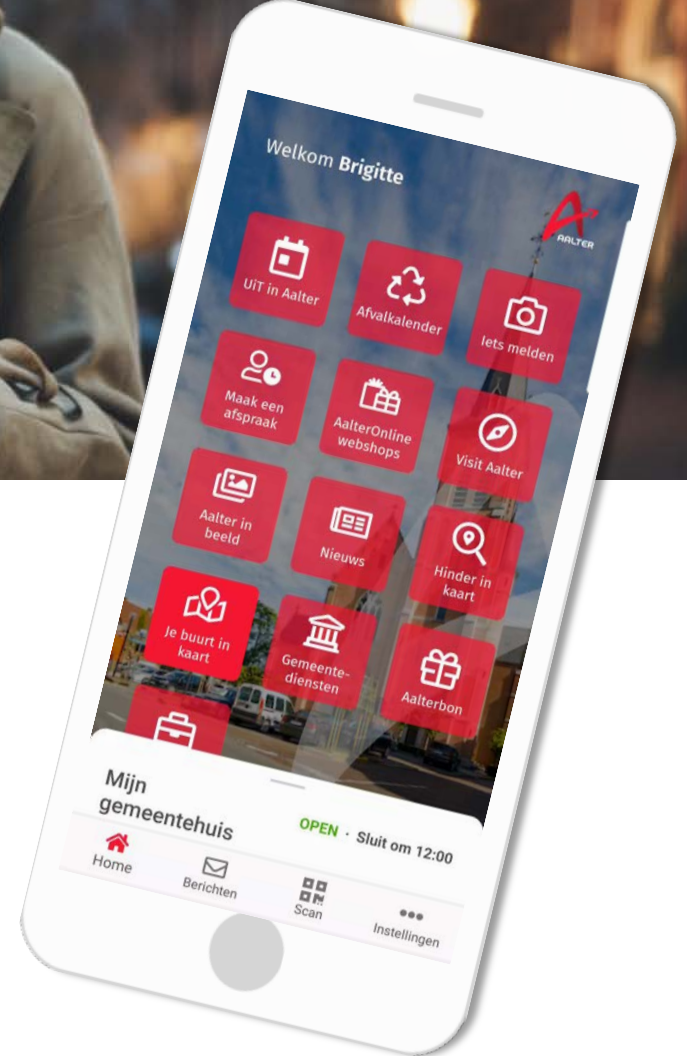 Welkom Brigitte
AALTER
UiT in Aalter
Afvalkalender
Iets melden
Maak een
afspraak
AalterOnline
webshops
Visit Aalter
Aalter in
beeld
Nieuws
Hinder in
kaart
Je buurt in
kaart
Gemeente-
diensten
Aalterbon
Mijn
gemeentehuis
OPEN · Sluit om 12:00
Home
Berichten
Scan
Instellingen